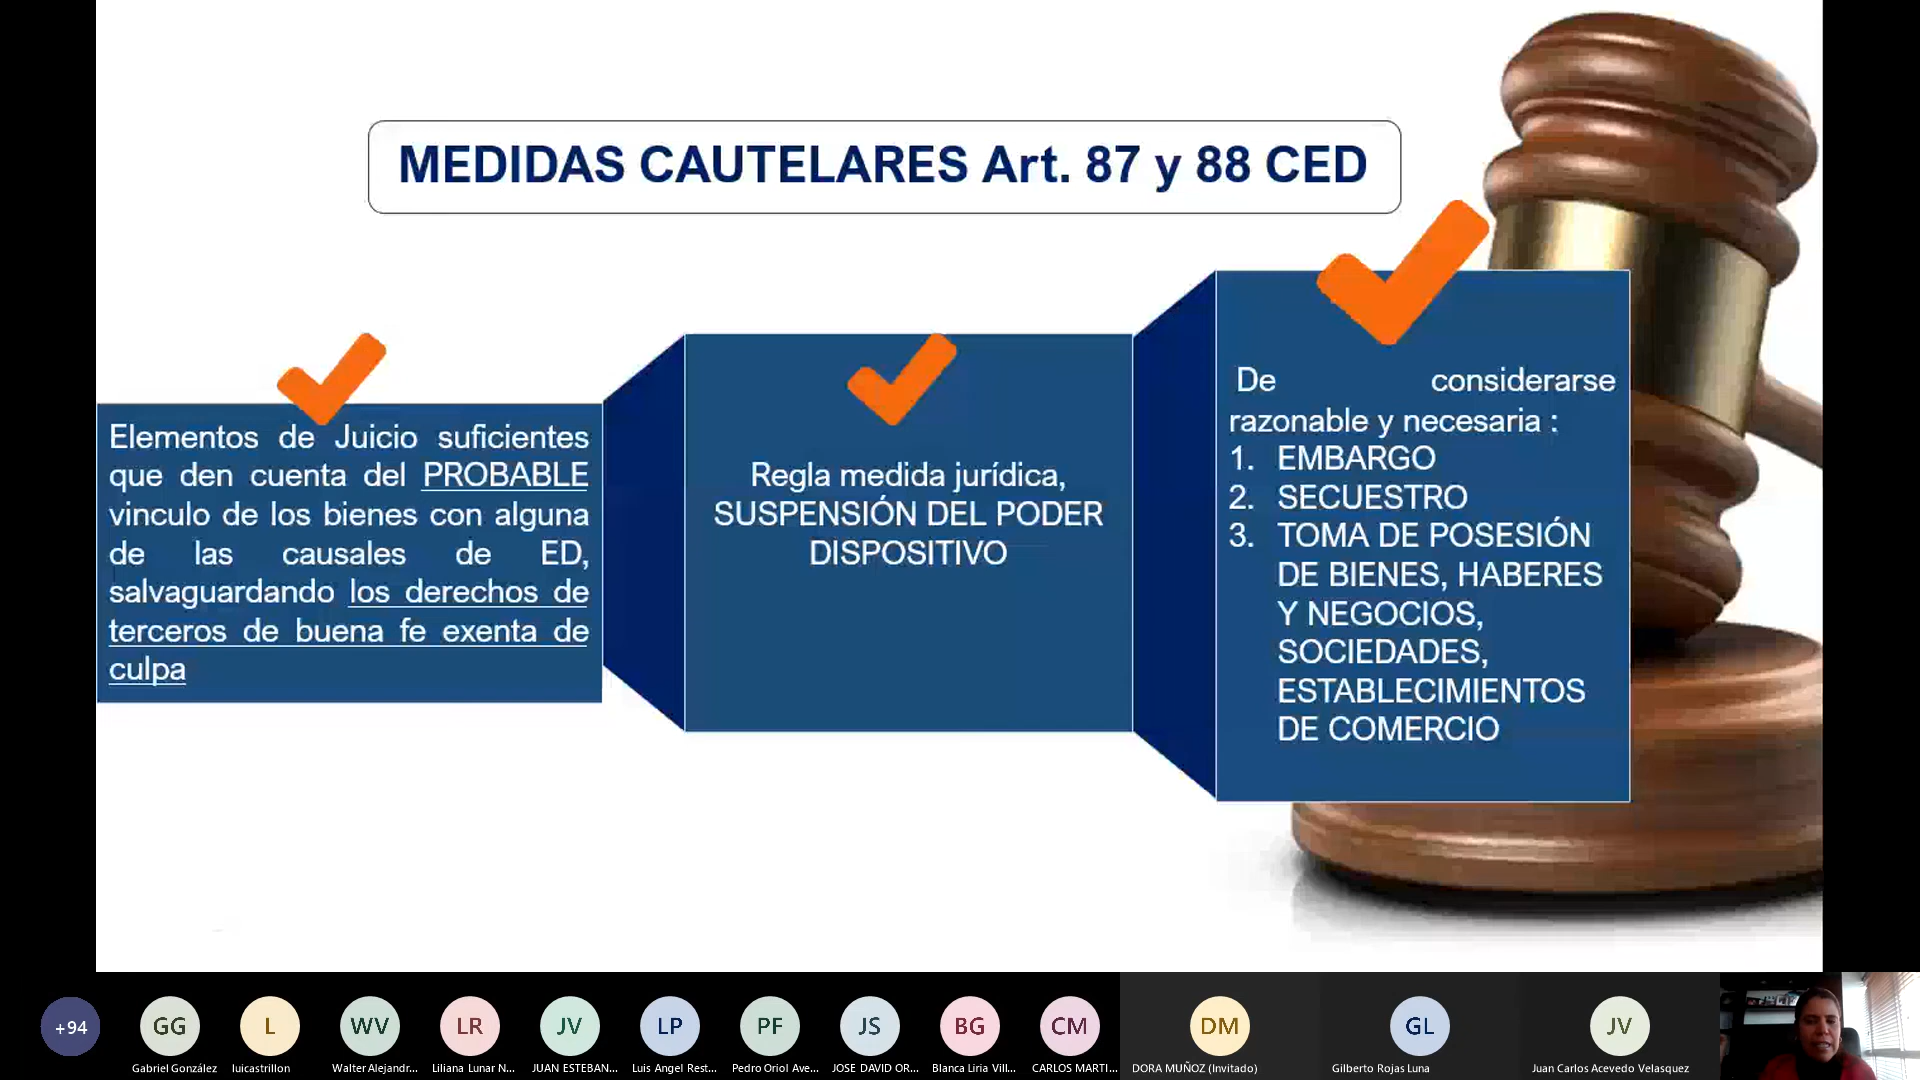 MEDIDAS CAUTELARES Art. 87 y 88 CED
Elementos de Juicio suficientes
que den cuenta del PROBABLE
vinculo de los bienes con alguna
de las causales de ED,
salvaguardando los derechos de
terceros de buena fe exenta de
culpa
Regla medida jurídica,
SUSPENSIÓN DEL PODER
DISPOSITIVO
De considerarse
razonable y necesaria :
1. EMBARGO
2. SECUESTRO
3. TOMA DE POSESIÓN
DE BIENES, HABERES
Y NEGOCIOS,
SOCIEDADES,
ESTABLECIMIENTOS
DE COMERCIO
+94
GG
L
WV
LR
JV
LP
PF
JS
BG
CM
DM
GL
JV
Gabriel González
luicastrillon
Walter Alejandr...
Liliana Lunar N...
JUAN ESTEBAN...
Luis Angel Rest...
Pedro Oriol Ave...
JOSE DAVID OR...
Blanca Liria Vill...
CARLOS MARTI...
DORA MUÑOZ (Invitado)
Gilberto Rojas Luna
Juan Carlos Acevedo Velasquez